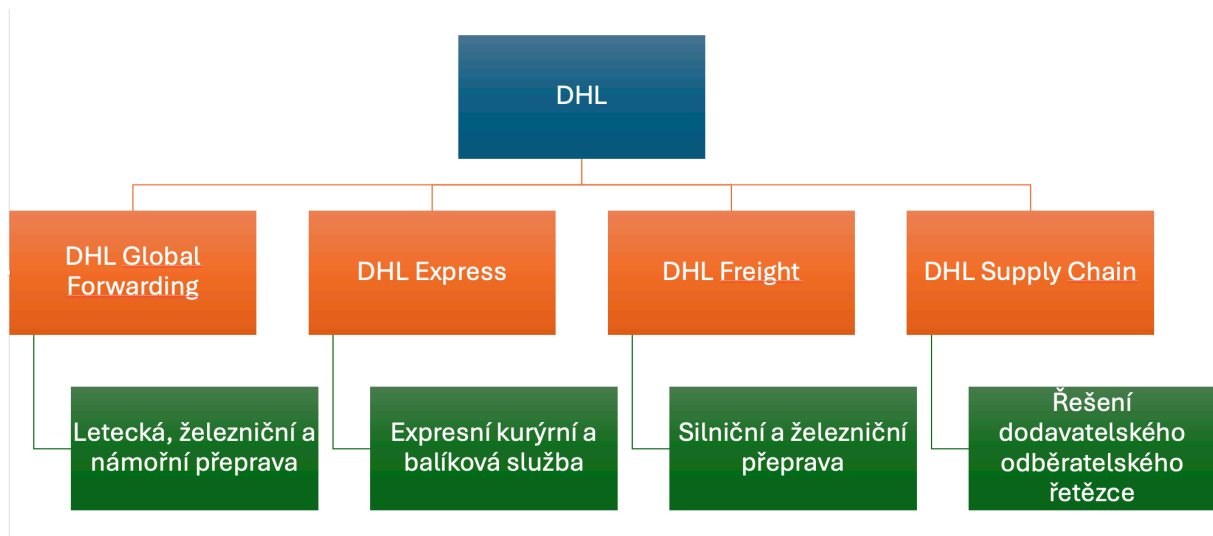 DHL
DHL Global
Forwarding
DHL Express
DHL Freight
DHL Supply Chain
Letecká, železniční a
námořní přeprava
Expresní kurýrní a
balíková služba
Silniční a železniční
přeprava
Řešení
dodavatelského
odběratelského
řetězce